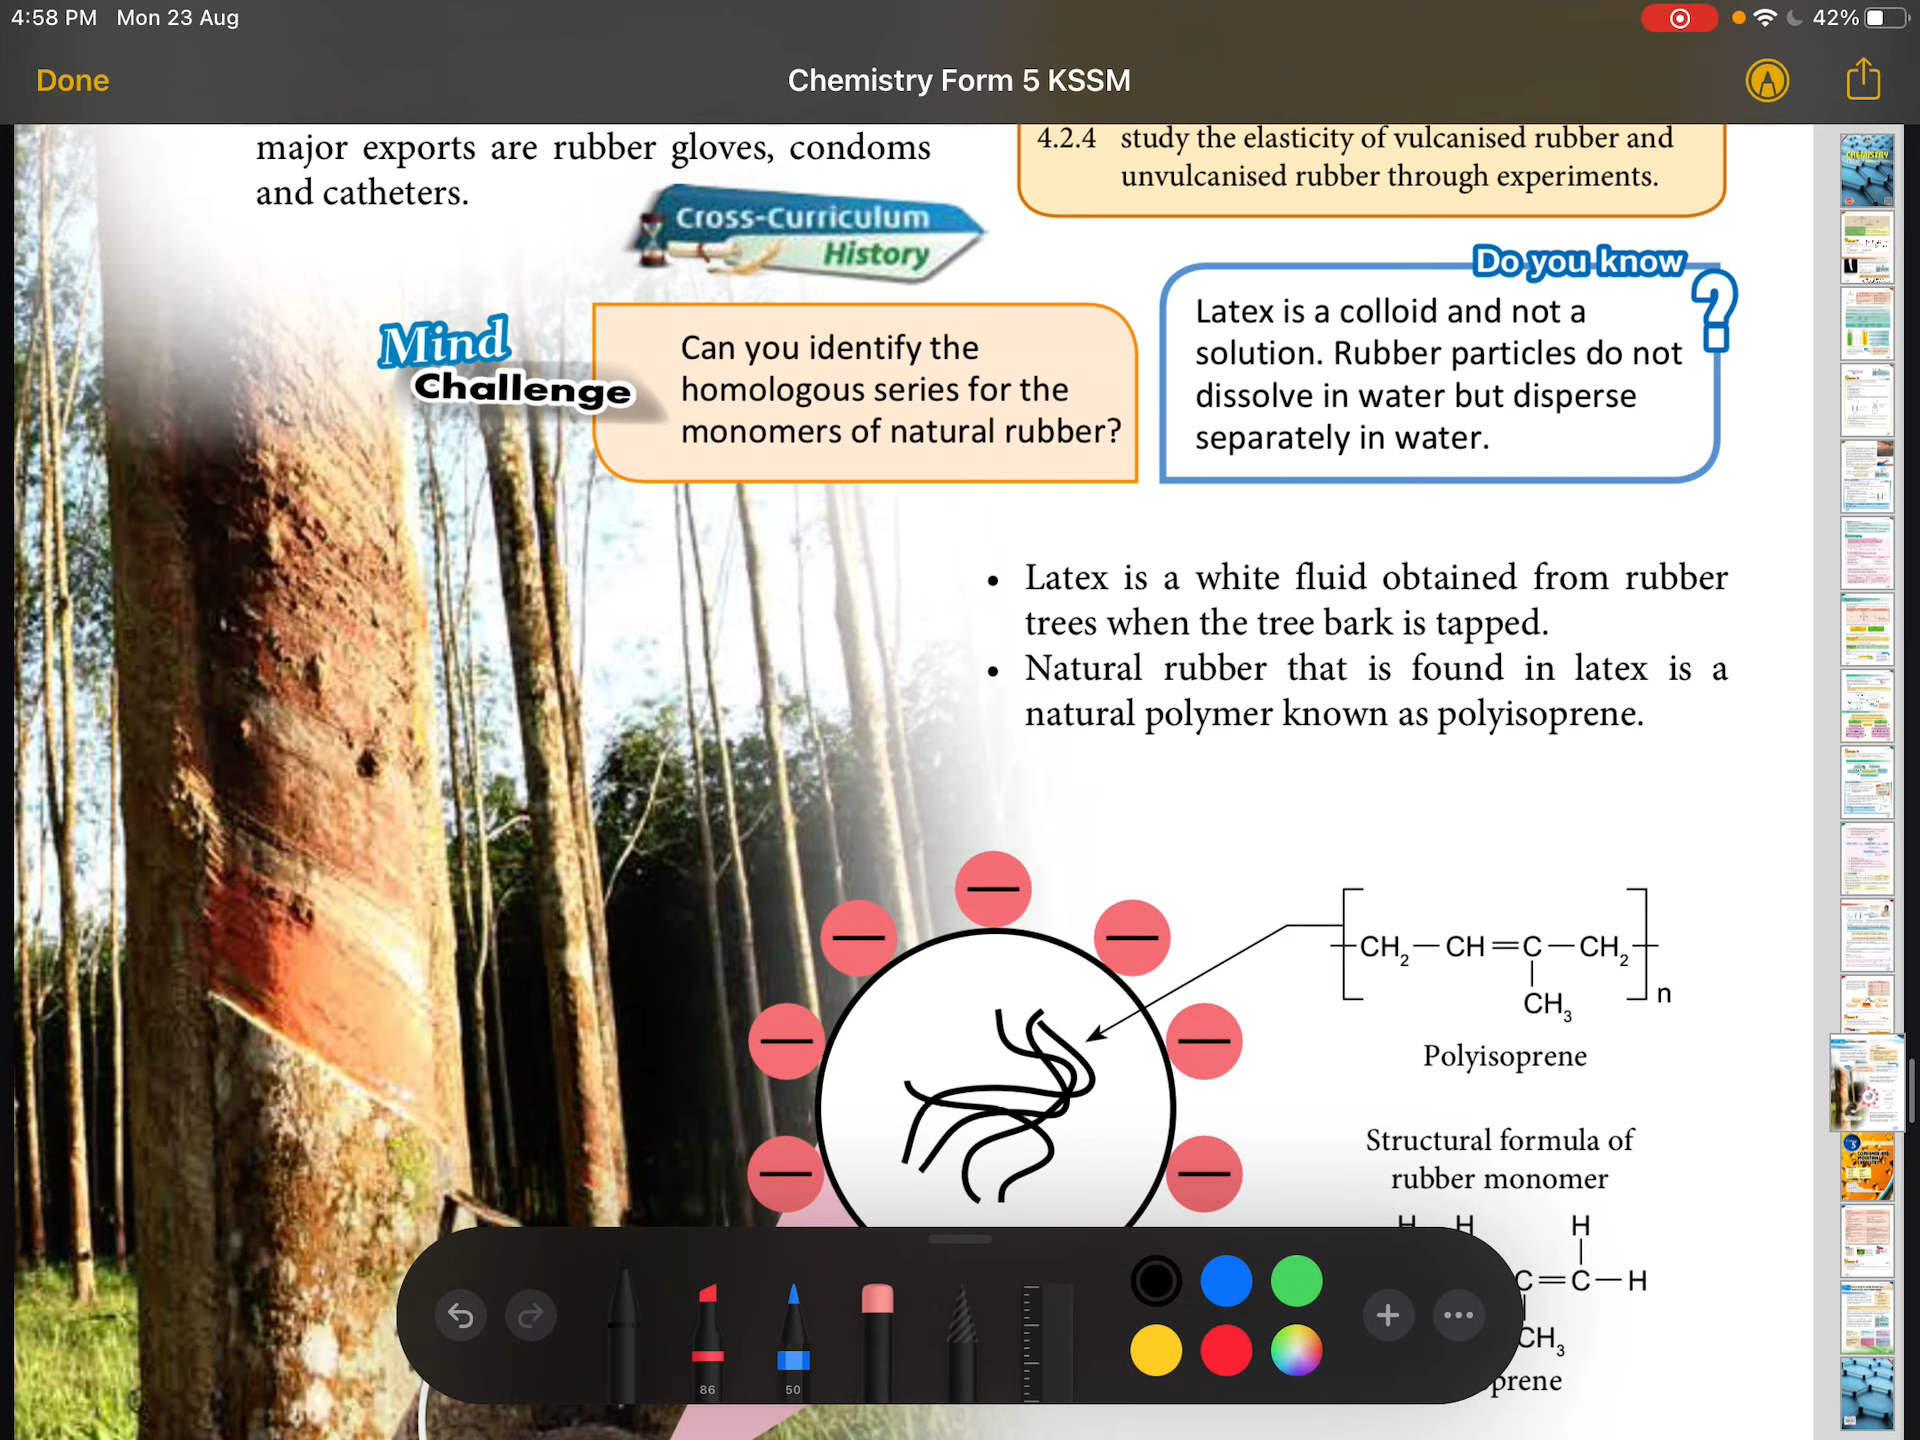 4:58 PM Mon 23 Aug
42%
Done
Chemistry Form 5 KSSM
major exports are rubber gloves, condoms
and catheters.
4.2.4 study the elasticity of vulcanised rubber and
unvulcanised rubber through experiments.
Cross-Curriculum
History
Mind
Challenge
Can you identify the
homologous series for the
monomers of natural rubber?
Do you know
?
Latex is a colloid and not a
solution. Rubber particles do not
dissolve in water but disperse
separately in water.
• Latex is a white fluid obtained from rubber
trees when the tree bark is tapped.
• Natural rubber that is found in latex is a
natural polymer known as polyisoprene.
CH₂—CH=C—CH₂
CH₃
n
Polyisoprene
Structural formula of
rubber monomer
H H H
C=C—H
CH₃
prene
86
50